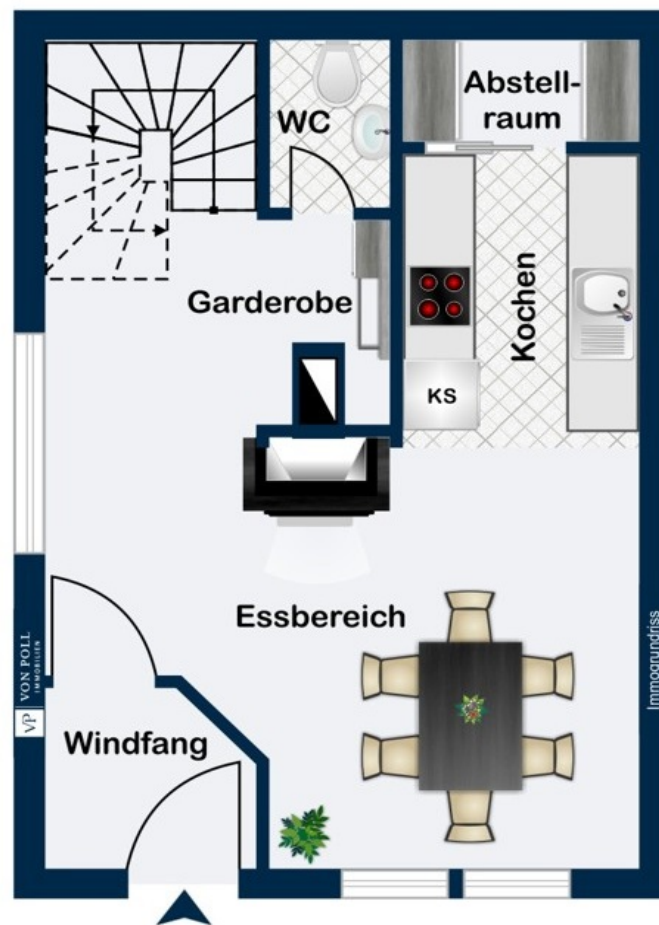 WC
Abstell-
raum
Garderobe
Kochen
KS
Essbereich
Windfang
VP VON POLL
IMMOBILIEN
Immogrundriss